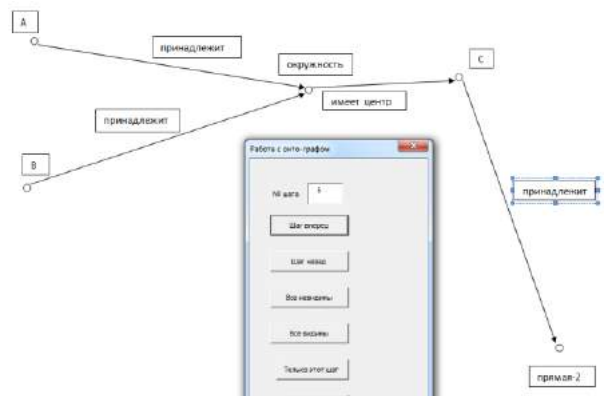 A
принадлежит
окружность
C
имеет центр
принадлежит
B
Работа с онто-графом
№ шага
Шаг вперед
Шаг назад
Все невидимы
Все видимы
Только этот шаг
принадлежит
прямая-2